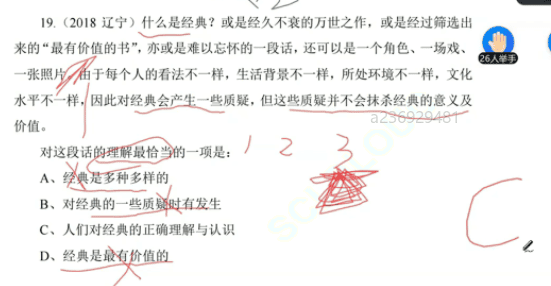 19.（2018 辽宁）什么是经典？或是经久不衰的万世之作，或是经过筛选出
来的“最有价值的书”，亦或是难以忘怀的一段话，还可以是一个角色、一场戏、
一张照片。由于每个人的看法不一样，生活背景不一样，所处环境不一样，文化
水平不一样，因此对经典会产生一些质疑，但这些质疑并不会抹杀经典的意义及
价值。
26人举手
a236929481
对这段话的理解最恰当的一项是：
1 2 3
A、经典是多种多样的
B、对经典的一些质疑时有发生
C、人们对经典的正确理解与认识
D、经典是最有价值的
C